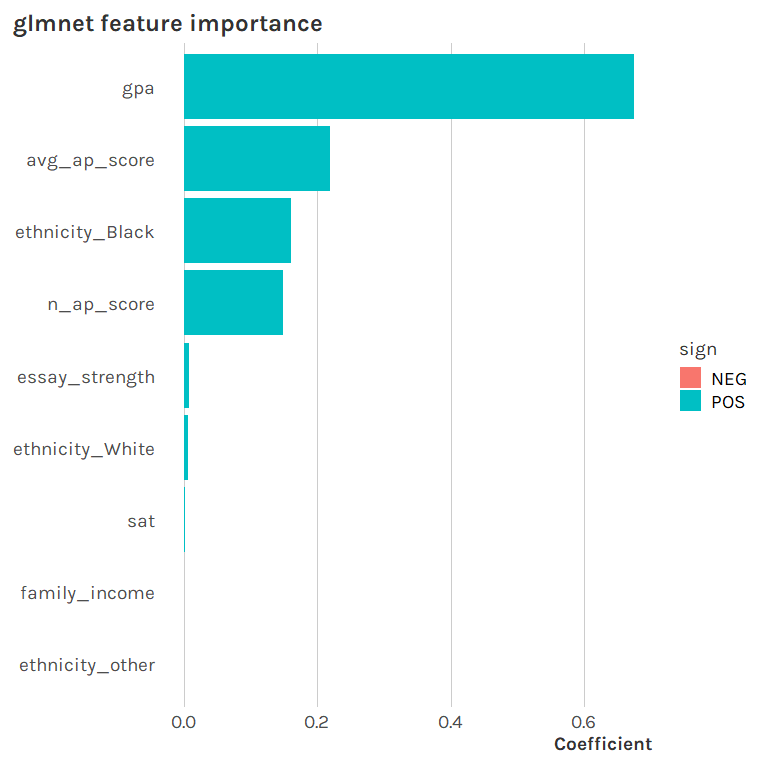 glmnet feature importance
gpa
avg_ap_score
ethnicity_Black
n_ap_score
essay_strength
ethnicity_White
sat
family_income
ethnicity_other
0.0 0.2 0.4 0.6
Coefficient
sign
NEG
POS